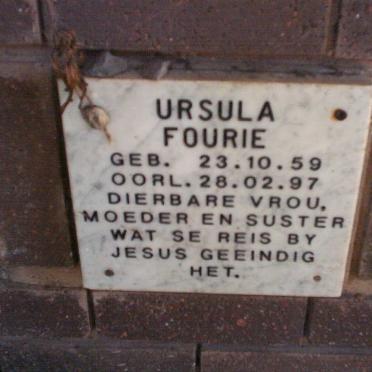 URSULA
FOURIE
GEB. 23.10.59
OORL. 28.02.97
DIERBARE VROU,
MOEDER EN SUSTER
WAT SE REIS BY
JESUS GEEINDIG
HET.